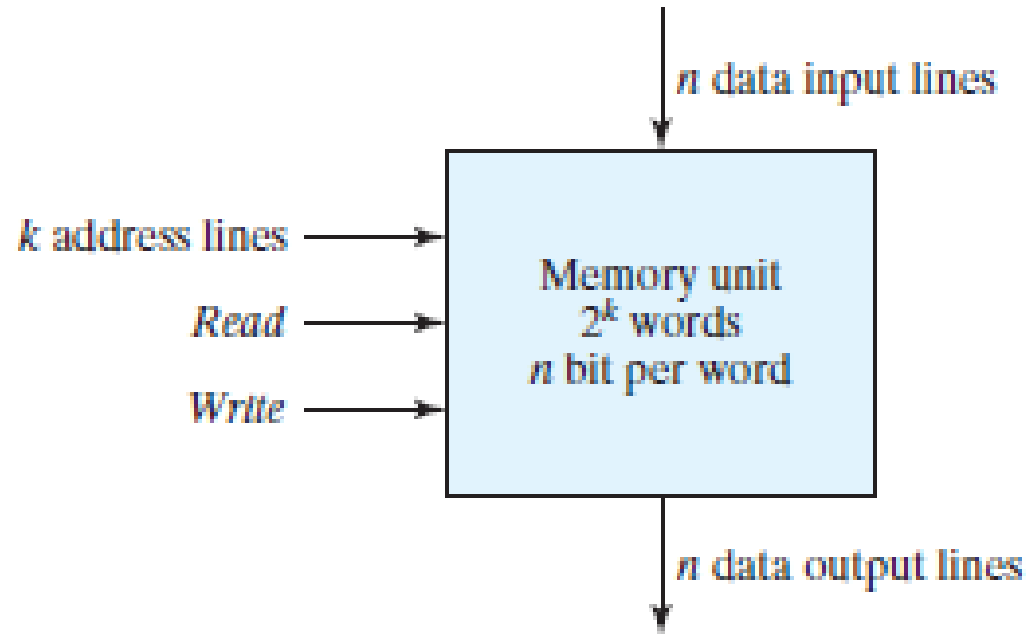 n data input lines
k address lines
Read
Write
Memory unit
2^k words
n bit per word
n data output lines